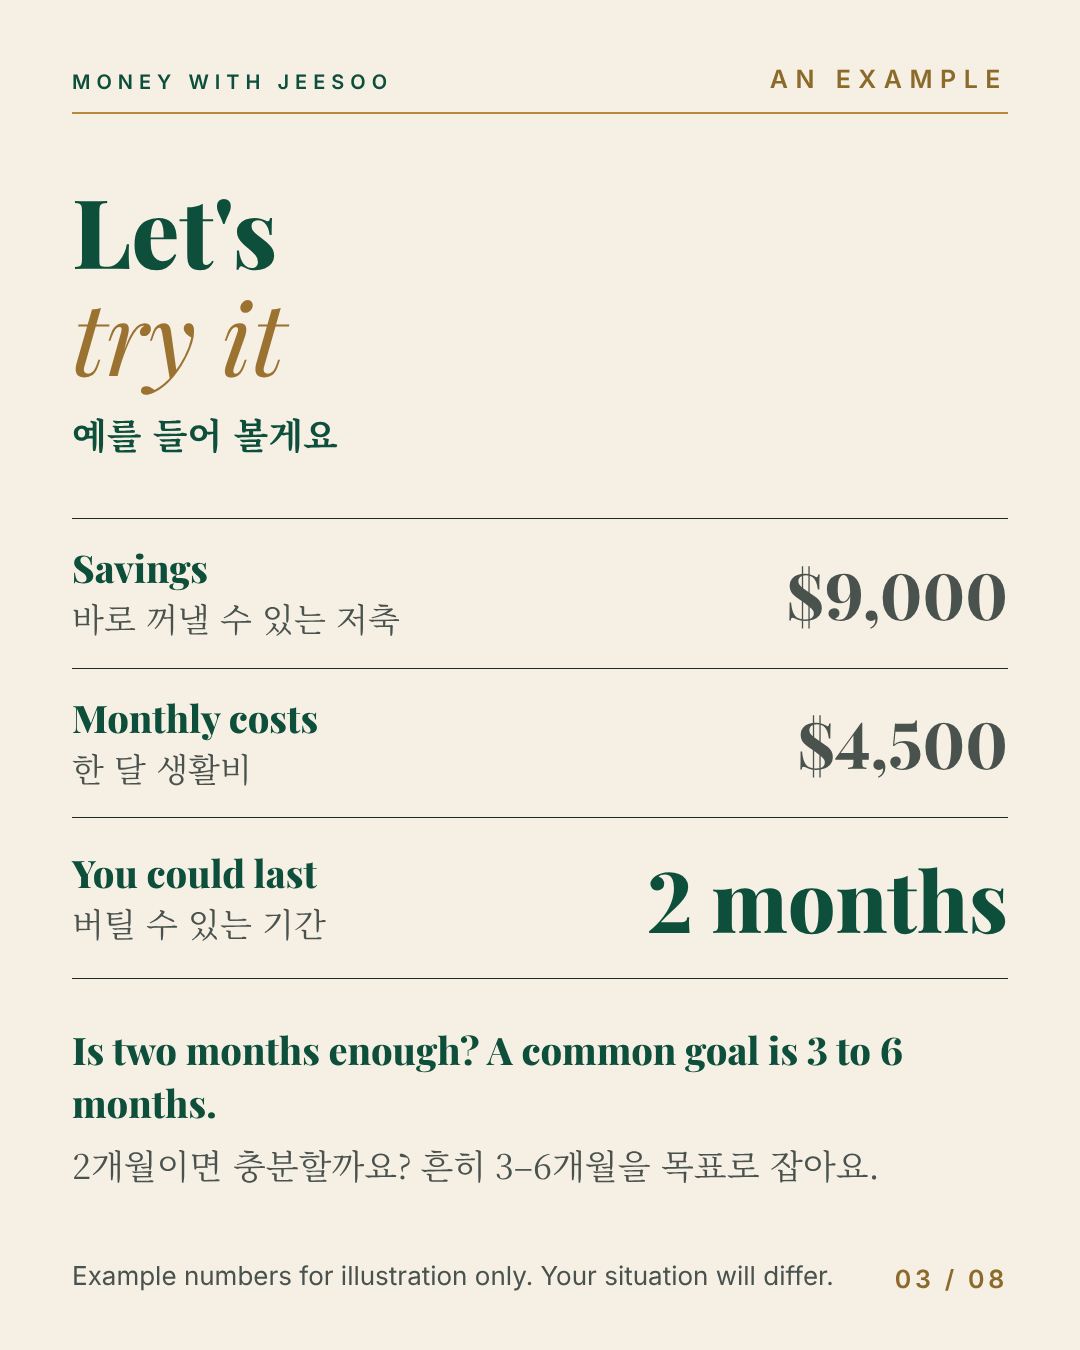 MONEY WITH JEESOO
AN EXAMPLE
Let's
try it
예를 들어 볼게요
Savings
바로 꺼낼 수 있는 저축
$9,000
Monthly costs
한 달 생활비
$4,500
You could last
버틸 수 있는 기간
2 months
Is two months enough? A common goal is 3 to 6
months.
2개월이면 충분할까요? 흔히 3–6개월을 목표로 잡아요.
Example numbers for illustration only. Your situation will differ.
03 / 08